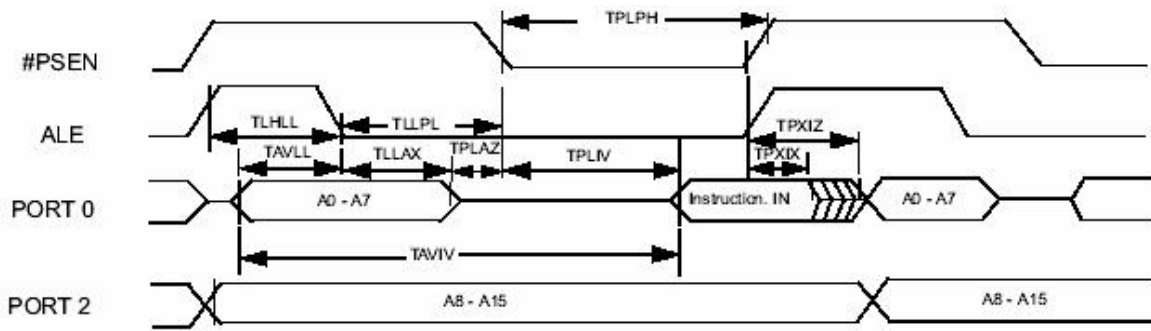 TPLPH
#PSEN
ALE
TLHLL
TLLPL
TPXIZ
TAVLL
TLLAX
TPLAZ
TPLIV
TPXIX
PORT 0
A0 - A7
Instruction. IN
A0 - A7
TAVIV
PORT 2
A8 - A15
A8 - A15